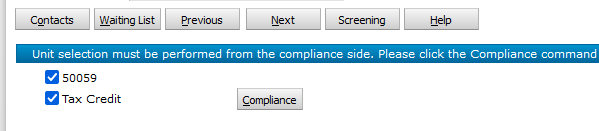 Contacts Waiting List Previous Next Screening Help
Unit selection must be performed from the compliance side. Please click the Compliance command
50059
Tax Credit Compliance